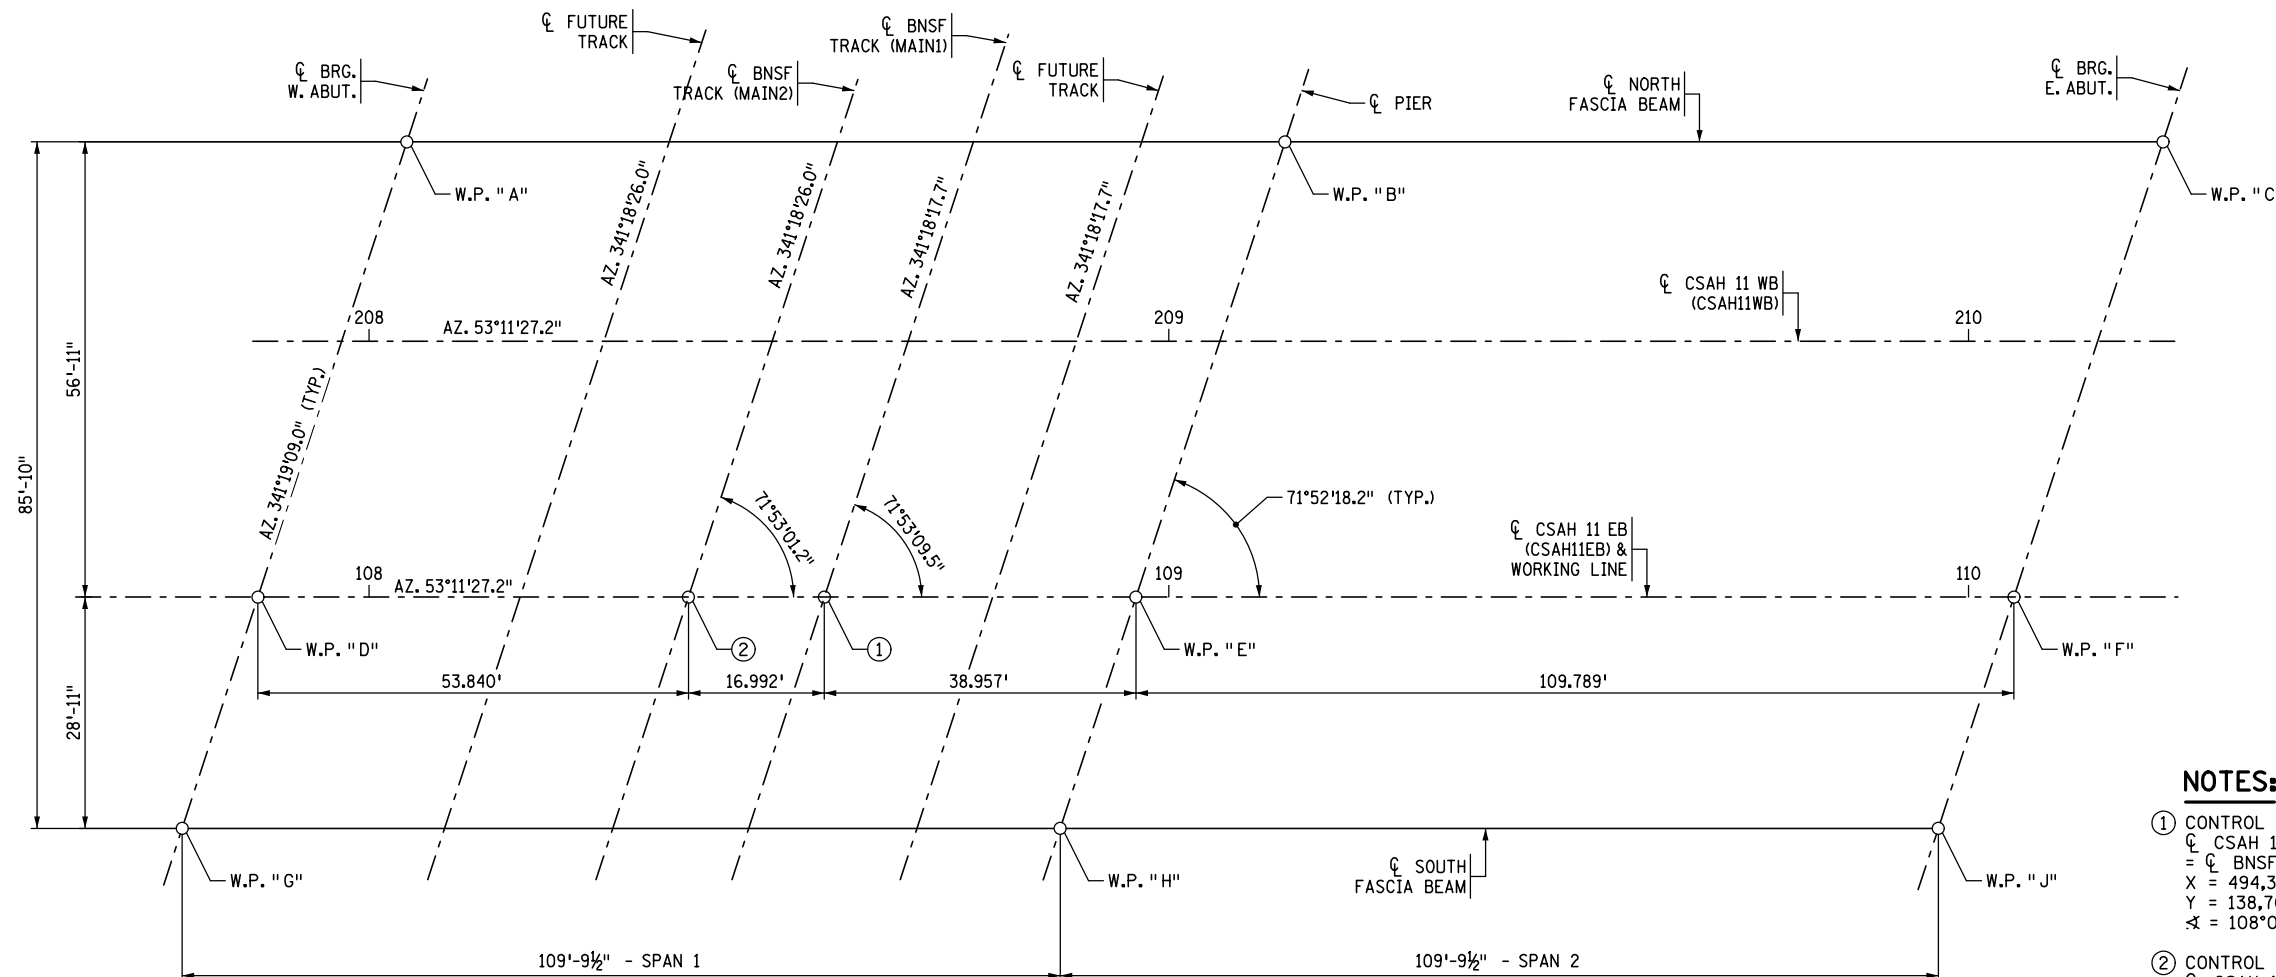 ℄ FUTURE
TRACK
℄ BNSF
TRACK (MAIN1)
℄ BRG.
W. ABUT.
℄ BNSF
TRACK (MAIN2)
℄ FUTURE
TRACK
℄ PIER
℄ NORTH
FASCIA BEAM
℄ BRG.
E. ABUT.
W.P. "A"
W.P. "B"
W.P. "C
AZ. 341°18'26.0"
AZ. 341°18'26.0"
AZ. 341°18'17.7"
AZ. 341°18'17.7"
℄ CSAH 11 WB
(CSAH11WB)
208
AZ. 53°11'27.2"
209
210
56'-11"
85'-10"
AZ. 341°19'09.0" (TYP.)
71°53'01.2"
71°53'09.5"
71°52'18.2" (TYP.)
℄ CSAH 11 EB
(CSAH11EB) &
WORKING LINE
108
AZ. 53°11'27.2"
109
110
W.P. "D"
2
1
W.P. "E"
W.P. "F"
53.840'
16.992'
38.957'
109.789'
28'-11"
W.P. "G"
W.P. "H"
℄ SOUTH
FASCIA BEAM
W.P. "J"
109'-9½" - SPAN 1
109'-9½" - SPAN 2
NOTES:
1 CONTROL
℄ CSAH 1
= ℄ BNSF
X = 494,3
Y = 138,7
∢ = 108°0
2 CONTROL